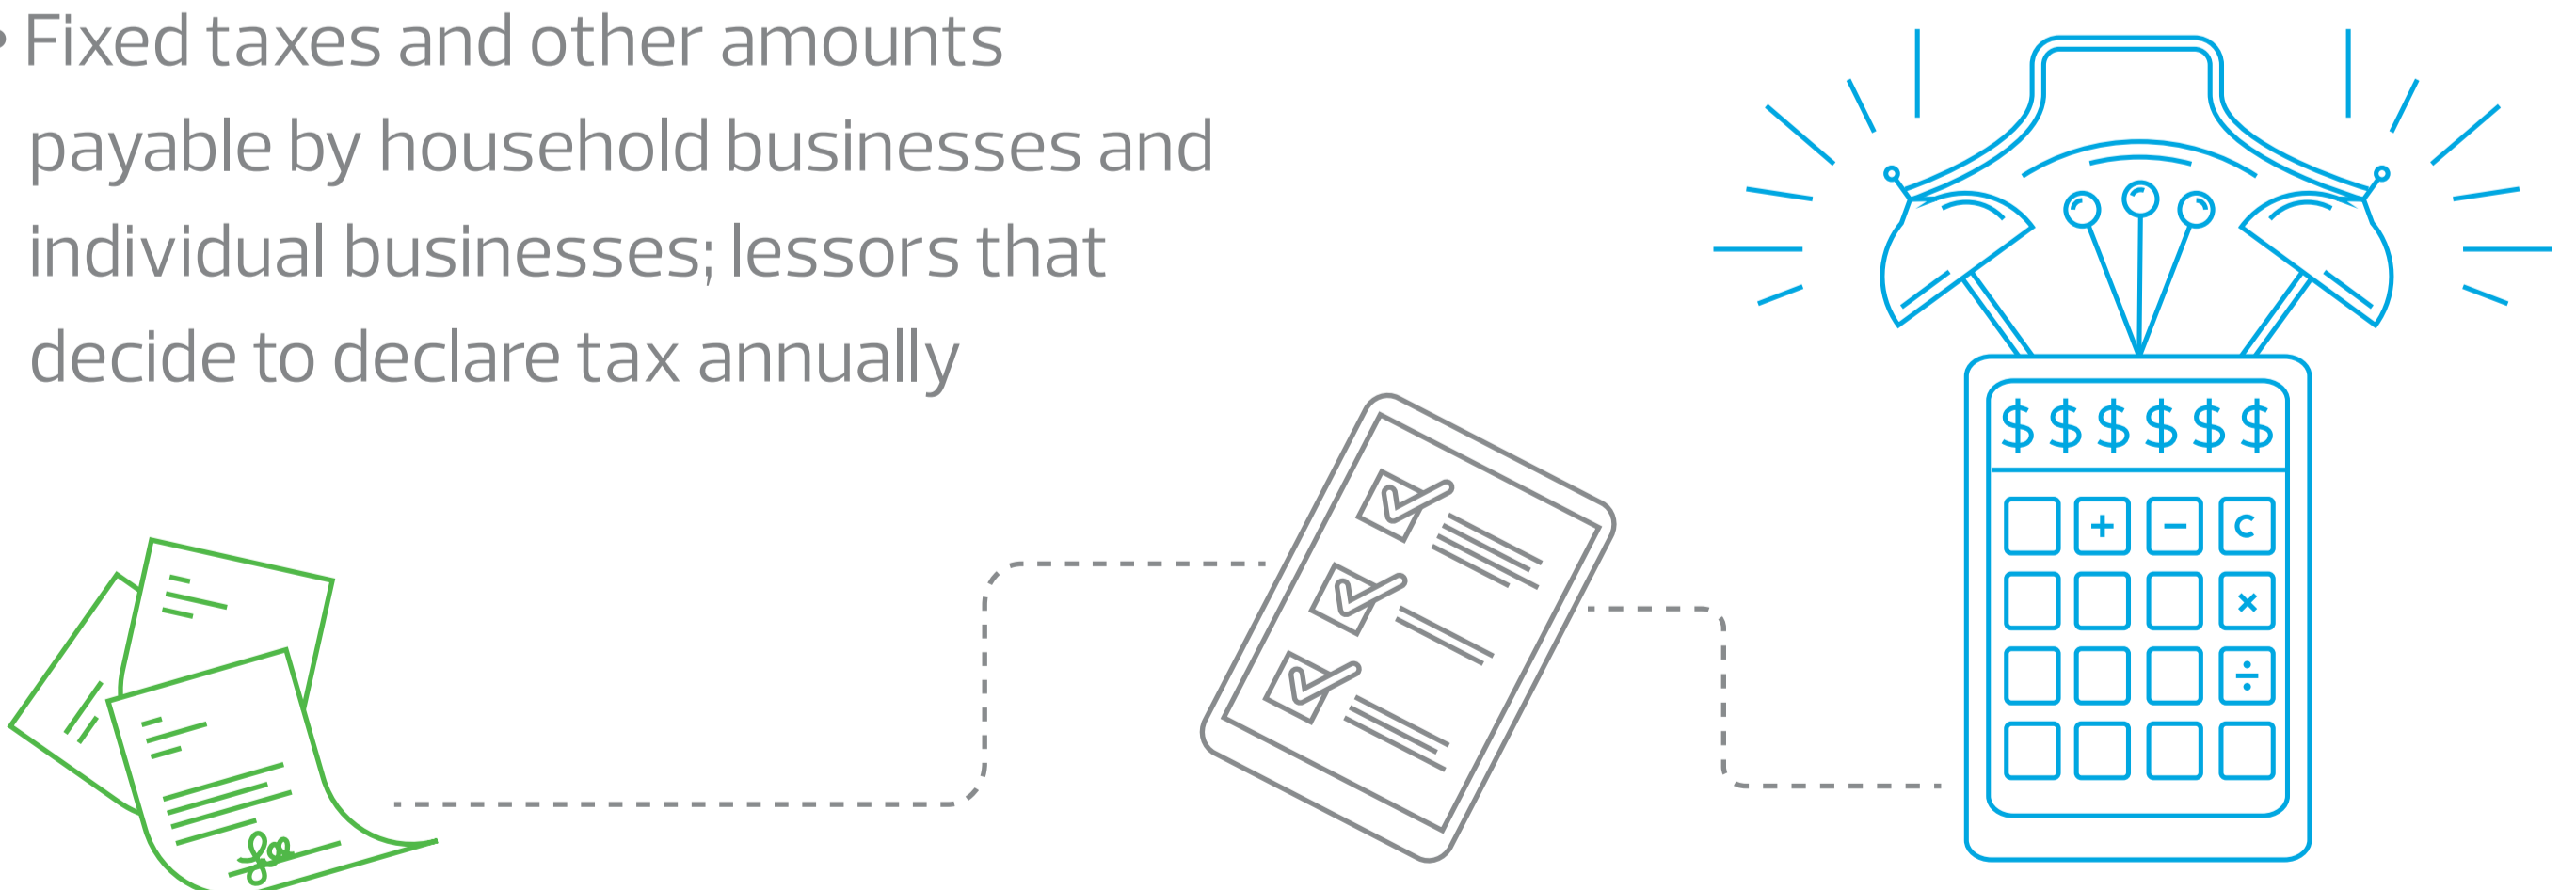 • Fixed taxes and other amounts
payable by household businesses and
individual businesses; lessors that
decide to declare tax annually
$ $ $ $ $ $
+ − C
×
÷